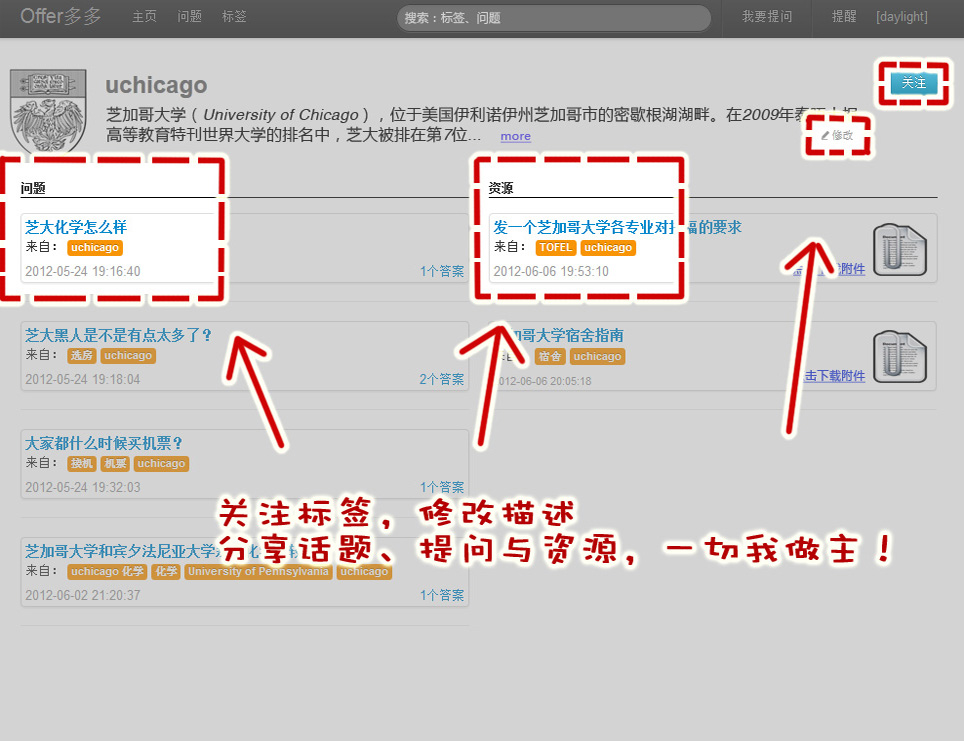 Offer多多 主页 问题 标签 搜索：标签、问题 我要提问 提醒 [daylight]
uchicago
关注
芝加哥大学（University of Chicago），位于美国伊利诺伊州芝加哥市的密歇根湖湖畔。在2009年泰
高等教育特刊世界大学的排名中，芝大被排在第7位... more
修改
问题
芝大化学怎么样
来自： uchicago
2012-05-24 19:16:40 1个答案
芝大黑人是不是有点太多了？
来自： 选房 uchicago
2012-05-24 19:18:04 2个答案
大家都什么时候买机票？
来自： 接机 机票 uchicago
2012-05-24 19:32:03 1个答案
芝加哥大学和宾夕法尼亚大学
来自： uchicago 化学 化学 University of Pennsylvania uchicago
2012-06-02 21:20:37 1个答案
资源
发一个芝加哥大学各专业对托福的要求
来自： TOFEL uchicago
2012-06-06 19:53:10 附件
加哥大学宿舍指南
宿舍 uchicago
2012-06-06 20:05:18 击下载附件
关注标签，修改描述
分享话题、提问与资源，一切我做主！